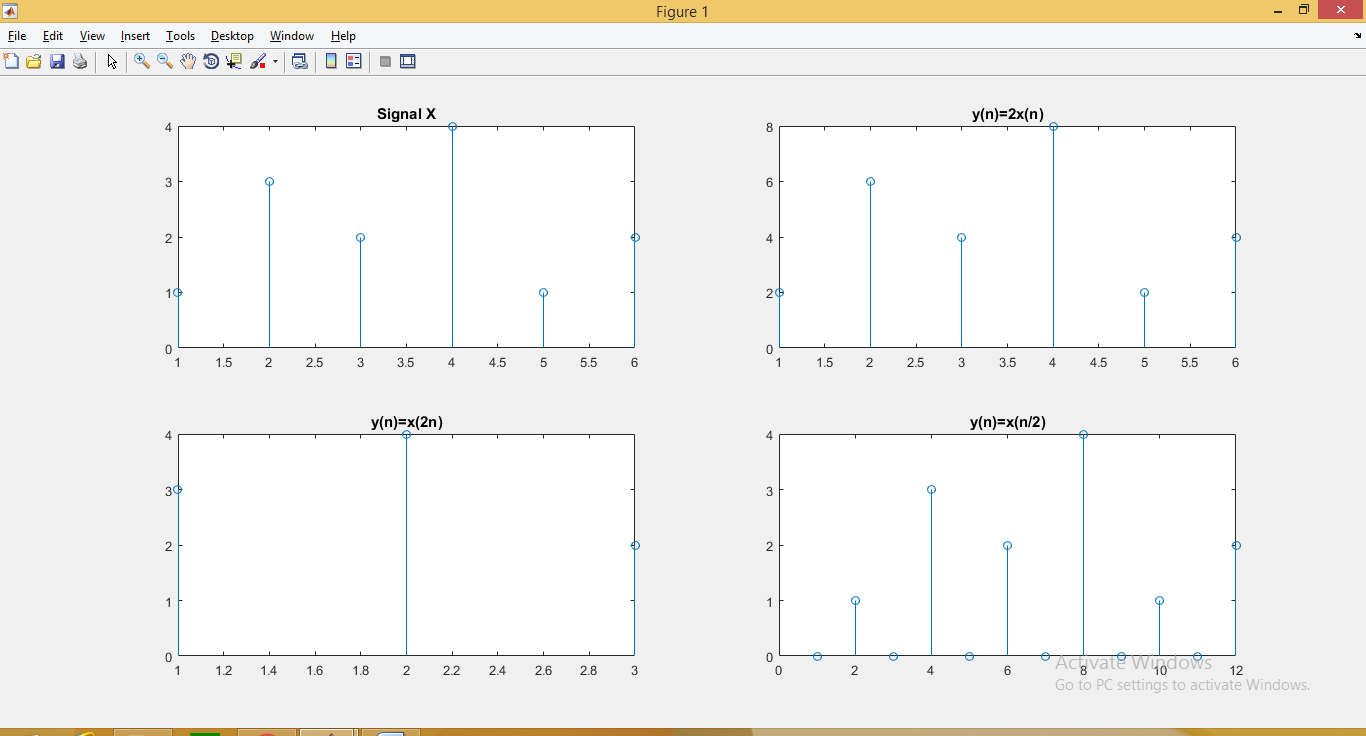 Figure 1
File Edit View Insert Tools Desktop Window Help
Signal X
4
3
2
1
0
1 1.5 2 2.5 3 3.5 4 4.5 5 5.5 6
y(n)=2x(n)
8
6
4
2
0
1 1.5 2 2.5 3 3.5 4 4.5 5 5.5 6
y(n)=x(2n)
4
3
2
1
0
1 1.2 1.4 1.6 1.8 2 2.2 2.4 2.6 2.8 3
y(n)=x(n/2)
4
3
2
1
0
0 2 4 6 8 10 12
Activate Windows
Go to PC settings to activate Windows.